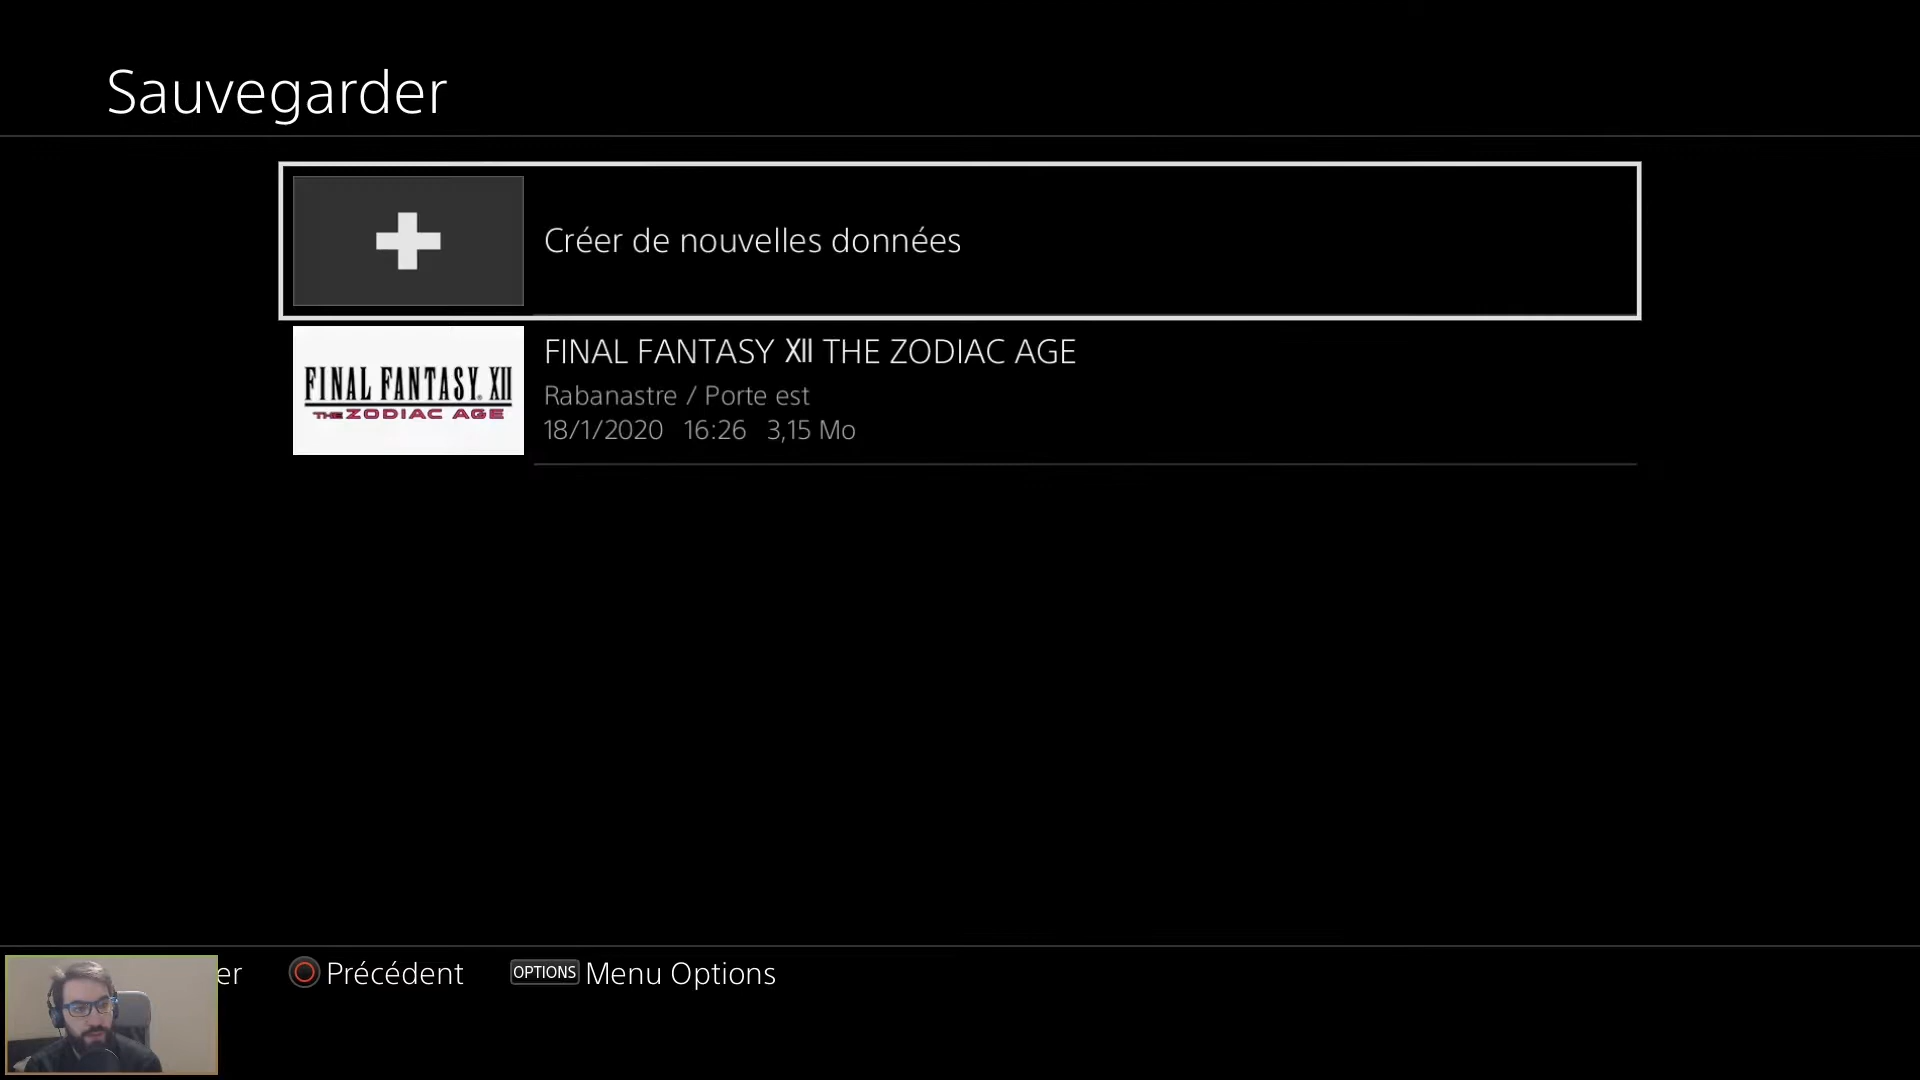 Sauvegarder
Créer de nouvelles données
FINAL FANTASY XII
THE ZODIAC AGE
FINAL FANTASY XII THE ZODIAC AGE
Rabanastre / Porte est
18/1/2020 16:26 3,15 Mo
er Précédent OPTIONS Menu Options